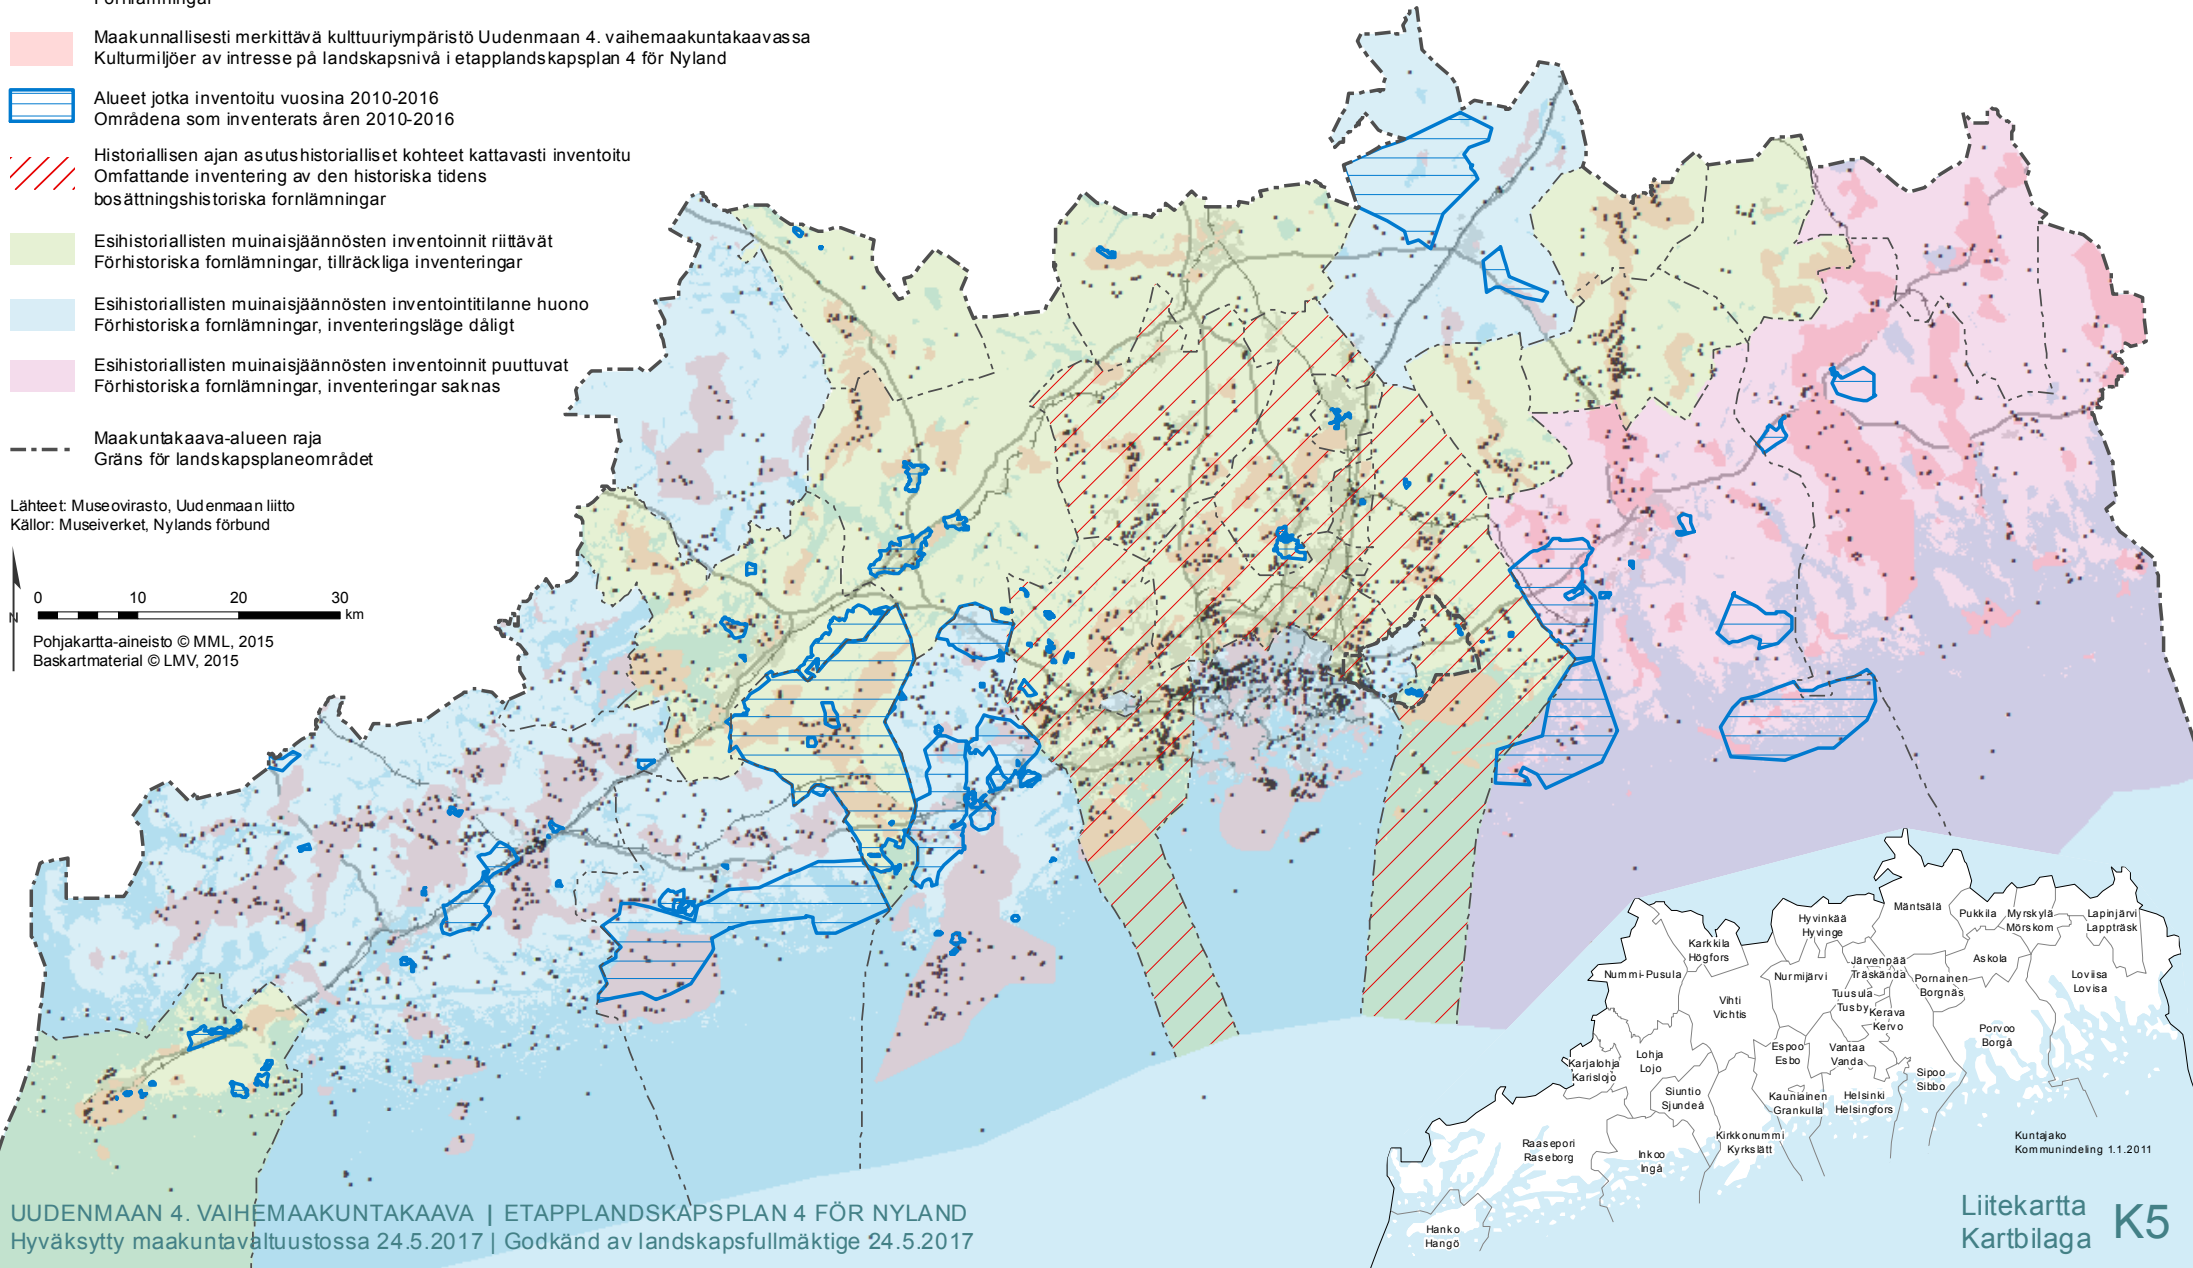 Fornlämningar
Maakunnallisesti merkittävä kulttuuriympäristö Uudenmaan 4. vaihemaakuntakaavassa
Kulturmiljöer av intresse på landskapsnivå i etapplandskapsplan 4 för Nyland
Alueet jotka inventoitu vuosina 2010-2016
Områdena som inventerats åren 2010-2016
Historiallisen ajan asutushistorialliset kohteet kattavasti inventoitu
Omfattande inventering av den historiska tidens
bosättningshistoriska fornlämningar
Esihistoriallisten muinaisjäännösten inventoinnit riittävät
Förhistoriska fornlämningar, tillräckliga inventeringar
Esihistoriallisten muinaisjäännösten inventointitilanne huono
Förhistoriska fornlämningar, inventeringsläge dåligt
Esihistoriallisten muinaisjäännösten inventoinnit puuttuvat
Förhistoriska fornlämningar, inventeringar saknas
Maakuntakaava-alueen raja
Gräns för landskapsplaneområdet
Lähteet: Museovirasto, Uudenmaan liitto
Källor: Museiverket, Nylands förbund
0 10 20 30
km
N
Pohjakartta-aineisto © MML, 2015
Baskartmaterial © LMV, 2015
Mäntsälä
Hyvinkää
Hyvinge
Pukkila
Myrskylä
Mörskom
Lapinjärvi
Lappträsk
Karkkila
Högfors
Nummi-Pusula
Nurmijärvi
Järvenpää
Träskända
Askola
Pornainen
Borgnäs
Loviisa
Lovisa
Vihti
Vichtis
Tuusula
Tusby
Kerava
Kervo
Porvoo
Borgå
Espoo
Esbo
Vantaa
Vanda
Lohja
Lojo
Karjalohja
Karislojo
Sipoo
Sibbo
Siuntio
Sjundeå
Kauniainen
Grankulla
Helsinki
Helsingfors
Kirkkonummi
Kyrkslätt
Raasepori
Raseborg
Inkoo
Ingå
Hanko
Hangö
Kuntajako
Kommunindeling 1.1.2011
UUDENMAAN 4. VAIHEMAAKUNTAKAAVA | ETAPPLANDSKAPSPLAN 4 FÖR NYLAND
Hyväksytty maakuntavaltuustossa 24.5.2017 | Godkänd av landskapsfullmäktige 24.5.2017
Liitekartta
Kartbilaga
K5